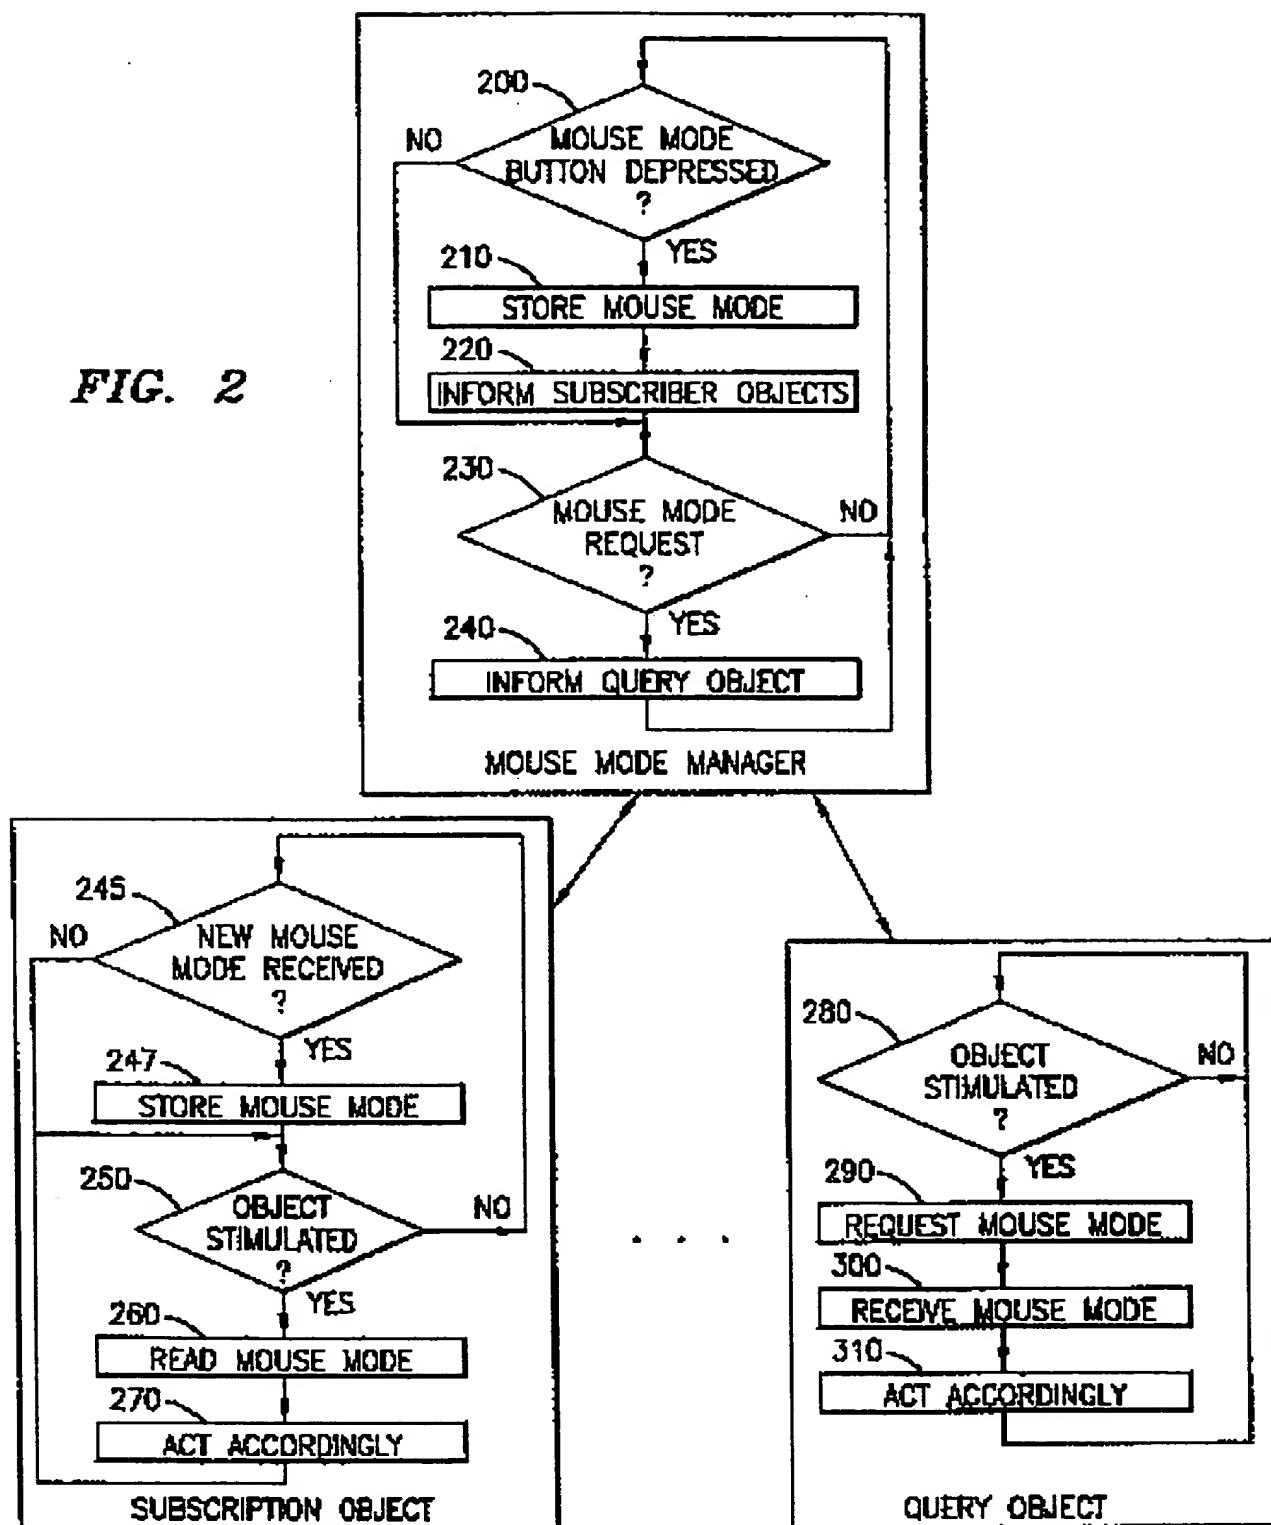 200
NO
MOUSE MODE
BUTTON DEPRESSED
?
YES
210
STORE MOUSE MODE
220
INFORM SUBSCRIBER OBJECTS
FIG. 2
230
MOUSE MODE
REQUEST
?
NO
YES
240
INFORM QUERY OBJECT
MOUSE MODE MANAGER
245
NO
NEW MOUSE
MODE RECEIVED
?
YES
247
STORE MOUSE MODE
250
OBJECT
STIMULATED
?
NO
YES
260
READ MOUSE MODE
270
ACT ACCORDINGLY
SUBSCRIPTION OBJECT
. . .
280
OBJECT
STIMULATED
?
NO
YES
290
REQUEST MOUSE MODE
300
RECEIVE MOUSE MODE
310
ACT ACCORDINGLY
QUERY OBJECT